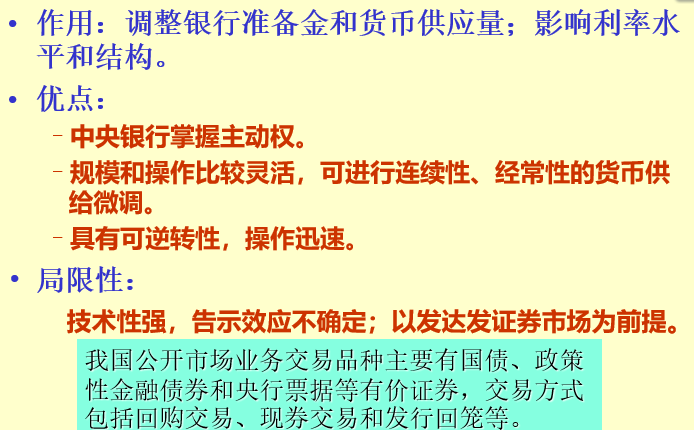 • 作用：调整银行准备金和货币供应量；影响利率水
平和结构。
• 优点：
– 中央银行掌握主动权。
– 规模和操作比较灵活，可进行连续性、经常性的货币供
给微调。
– 具有可逆转性，操作迅速。
• 局限性：
技术性强，告示效应不确定；以发达发证券市场为前提。
我国公开市场业务交易品种主要有国债、政策
性金融债券和央行票据等有价证券，交易方式
包括回购交易、现券交易和发行回笼等。